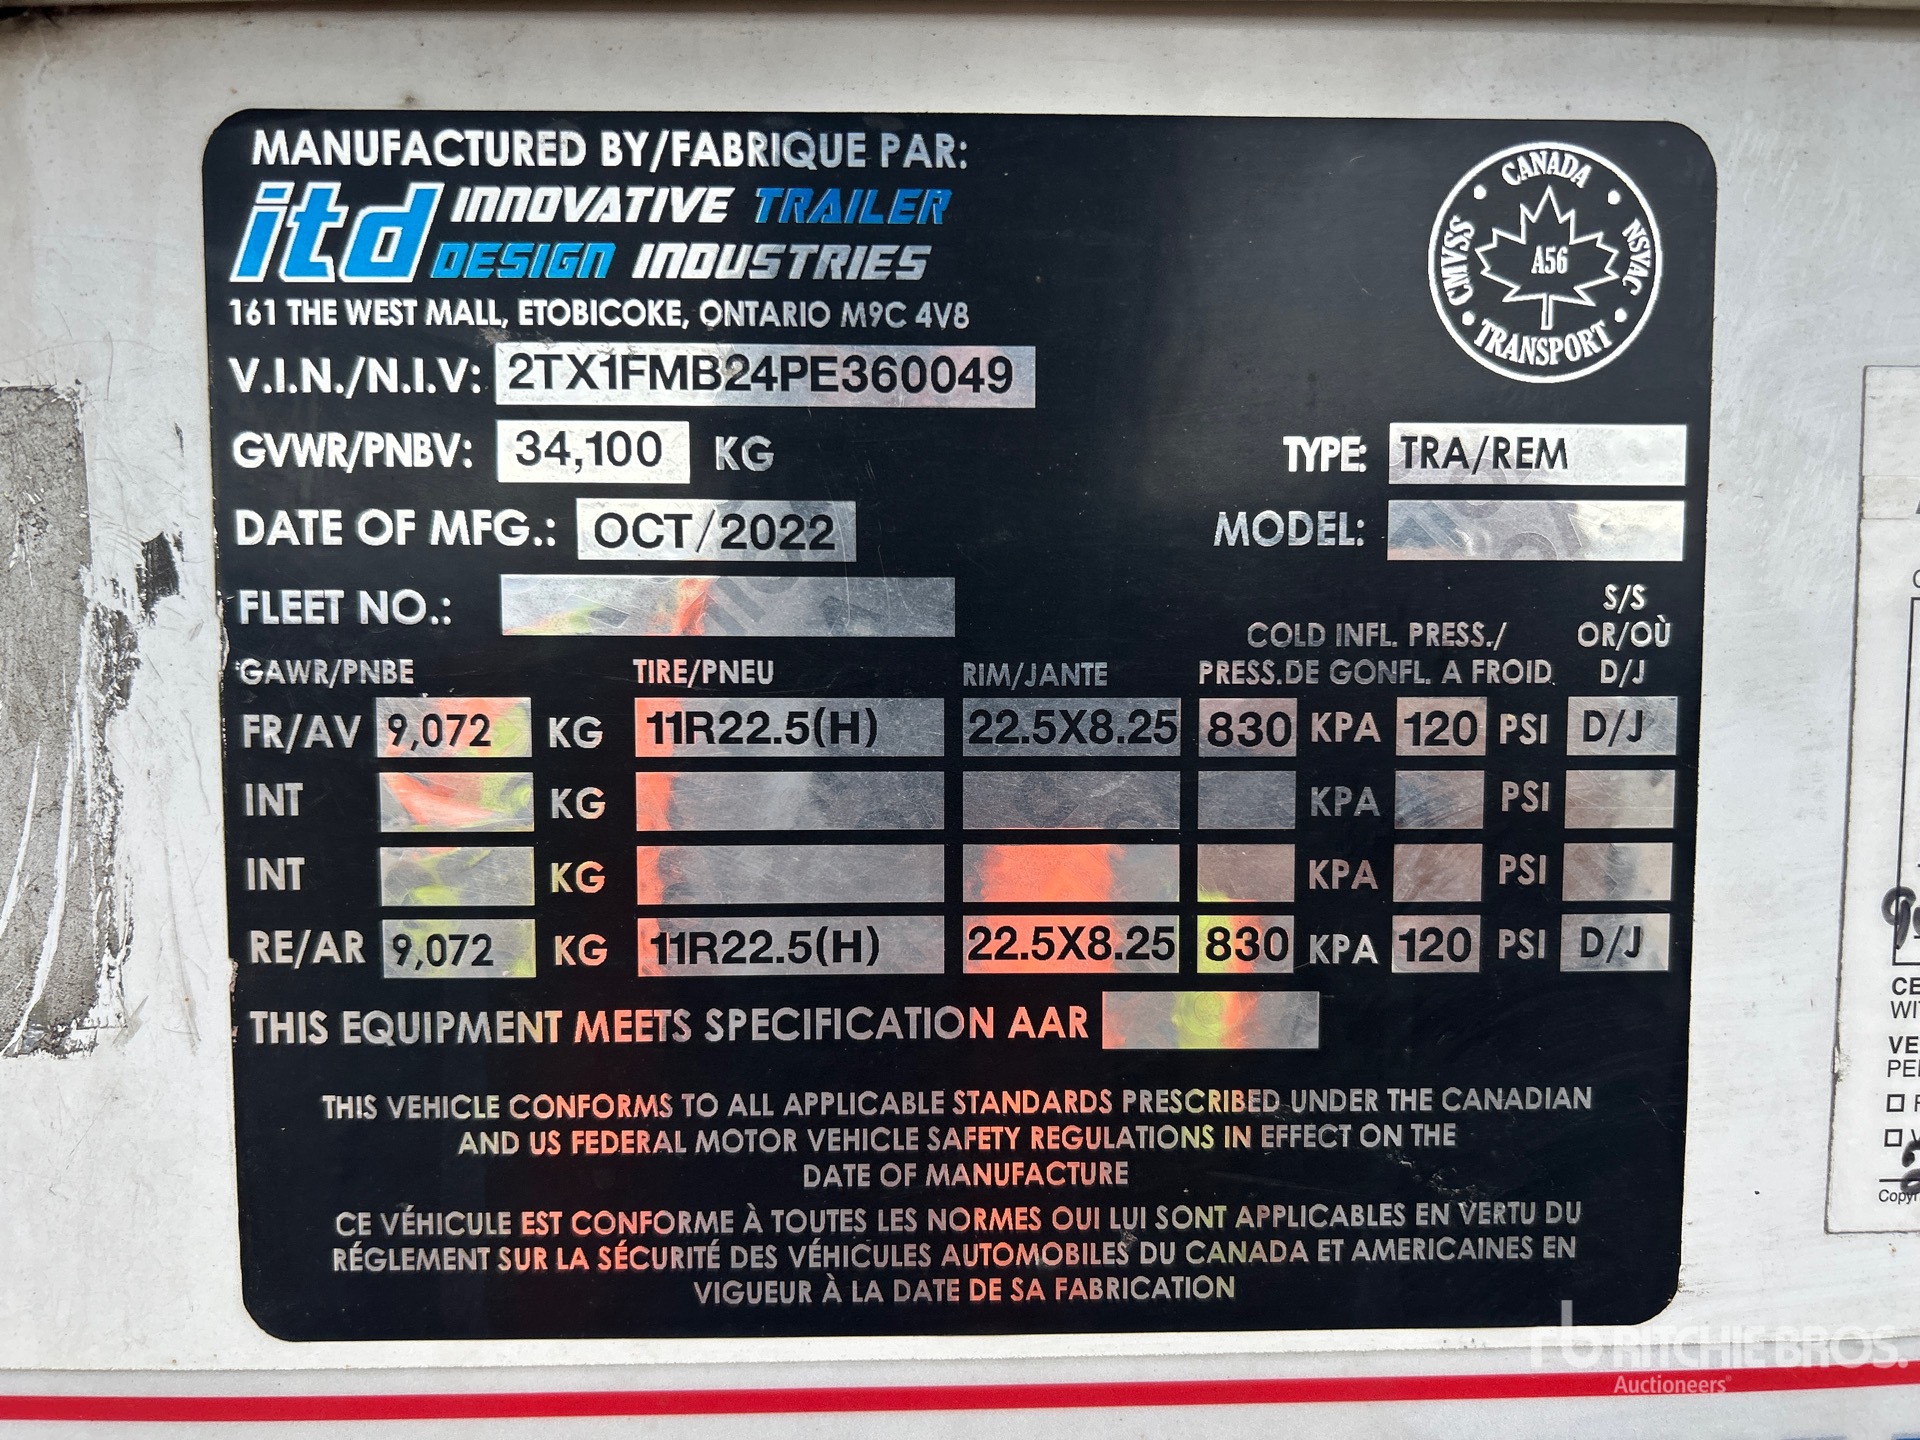 MANUFACTURED BY/FABRIQUE PAR:
itd INNOVATIVE TRAILER
DESIGN INDUSTRIES
161 THE WEST MALL, ETOBICOKE, ONTARIO M9C 4V8
CANADA
CMVSS
NSVAC
A56
TRANSPORT
V.I.N./N.I.V: 2TX1FMB24PE360049
GVWR/PNBV: 34,100 KG
TYPE: TRA/REM
DATE OF MFG.: OCT/2022
MODEL:
FLEET NO.:
S/S
COLD INFL. PRESS./ OR/OÙ
GAWR/PNBE TIRE/PNEU RIM/JANTE PRESS.DE GONFL. A FROID D/J
FR/AV 9,072 KG 11R22.5(H) 22.5X8.25 830 KPA 120 PSI D/J
INT KG KPA PSI
INT KG KPA PSI
RE/AR 9,072 KG 11R22.5(H) 22.5X8.25 830 KPA 120 PSI D/J
THIS EQUIPMENT MEETS SPECIFICATION AAR
THIS VEHICLE CONFORMS TO ALL APPLICABLE STANDARDS PRESCRIBED UNDER THE CANADIAN
AND US FEDERAL MOTOR VEHICLE SAFETY REGULATIONS IN EFFECT ON THE
DATE OF MANUFACTURE
CE VÉHICULE EST CONFORME À TOUTES LES NORMES QUI LUI SONT APPLICABLES EN VERTU DU
RÉGLEMENT SUR LA SÉCURITÉ DES VÉHICULES AUTOMOBILES DU CANADA ET AMERICAINES EN
VIGUEUR À LA DATE DE SA FABRICATION
rb RITCHIE BROS.
Auctioneers